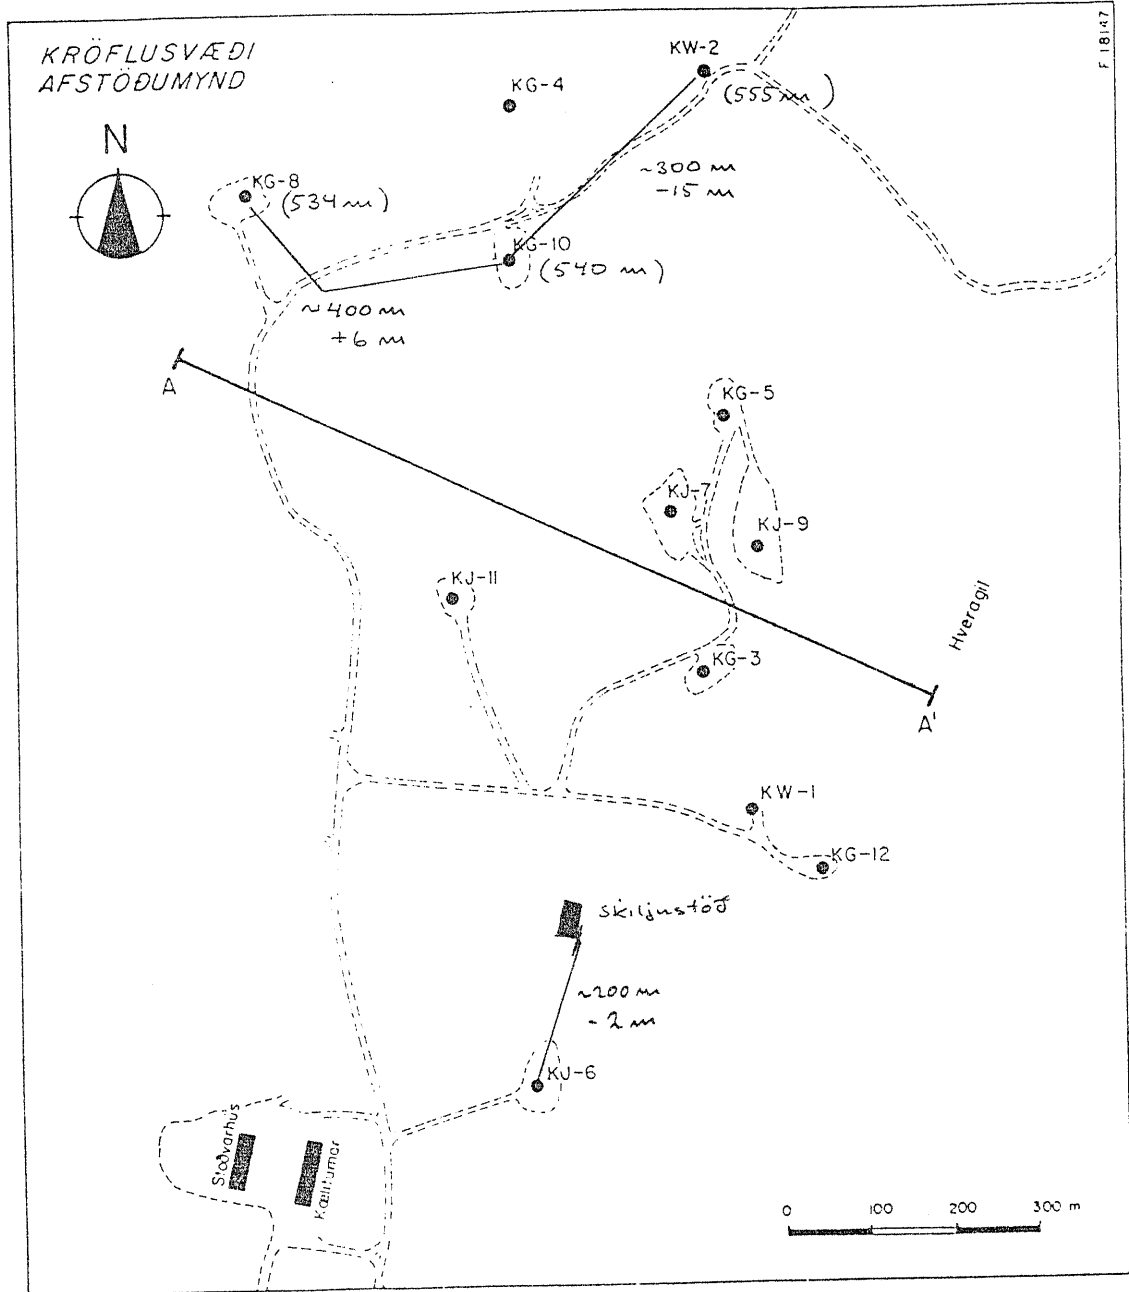 KRÖFLUSVÆÐI
AFSTÖÐUMYND
F 18147
N
KW-2
(555 m)
KG-4
KG-8
(534 m)
~300 m
-15 m
KG-10
(540 m)
~400 m
+6 m
A
KG-5
KJ-7
KJ-9
KJ-11
Hveragil
KG-3
A'
KW-1
KG-12
Skiljustöð
~200 m
- 2 m
KJ-6
Stöðvarhús
Kæliturnar
0 100 200 300 m